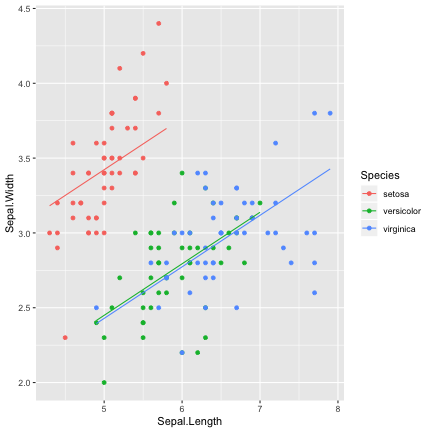 4.5
4.0
3.5
3.0
2.5
2.0
5
6
7
8
Sepal.Length
Sepal.Width
Species
setosa
versicolor
virginica